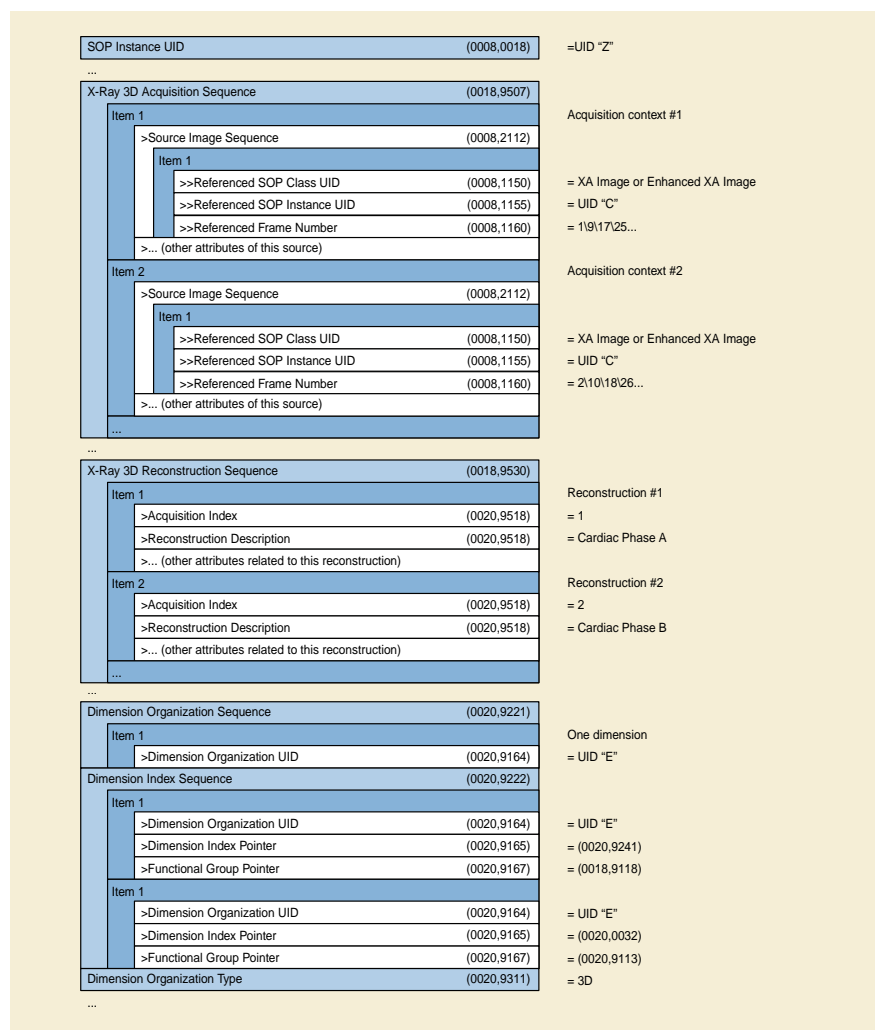 SOP Instance UID (0008,0018) =UID “Z”
...
X-Ray 3D Acquisition Sequence (0018,9507)
Item 1 Acquisition context #1
>Source Image Sequence (0008,2112)
Item 1
>>Referenced SOP Class UID (0008,1150) = XA Image or Enhanced XA Image
>>Referenced SOP Instance UID (0008,1155) = UID “C”
>>Referenced Frame Number (0008,1160) = 1\9\17\25...
>... (other attributes of this source)
Item 2 Acquisition context #2
>Source Image Sequence (0008,2112)
Item 1
>>Referenced SOP Class UID (0008,1150) = XA Image or Enhanced XA Image
>>Referenced SOP Instance UID (0008,1155) = UID “C”
>>Referenced Frame Number (0008,1160) = 2\10\18\26...
>... (other attributes of this source)
...
...
X-Ray 3D Reconstruction Sequence (0018,9530)
Item 1 Reconstruction #1
>Acquisition Index (0020,9518) = 1
>Reconstruction Description (0020,9518) = Cardiac Phase A
>... (other attributes related to this reconstruction)
Item 2 Reconstruction #2
>Acquisition Index (0020,9518) = 2
>Reconstruction Description (0020,9518) = Cardiac Phase B
>... (other attributes related to this reconstruction)
...
...
Dimension Organization Sequence (0020,9221)
Item 1 One dimension
>Dimension Organization UID (0020,9164) = UID “E”
Dimension Index Sequence (0020,9222)
Item 1
>Dimension Organization UID (0020,9164) = UID “E”
>Dimension Index Pointer (0020,9165) = (0020,9241)
>Functional Group Pointer (0020,9167) = (0018,9118)
Item 1
>Dimension Organization UID (0020,9164) = UID “E”
>Dimension Index Pointer (0020,9165) = (0020,0032)
>Functional Group Pointer (0020,9167) = (0020,9113)
Dimension Organization Type (0020,9311) = 3D
...